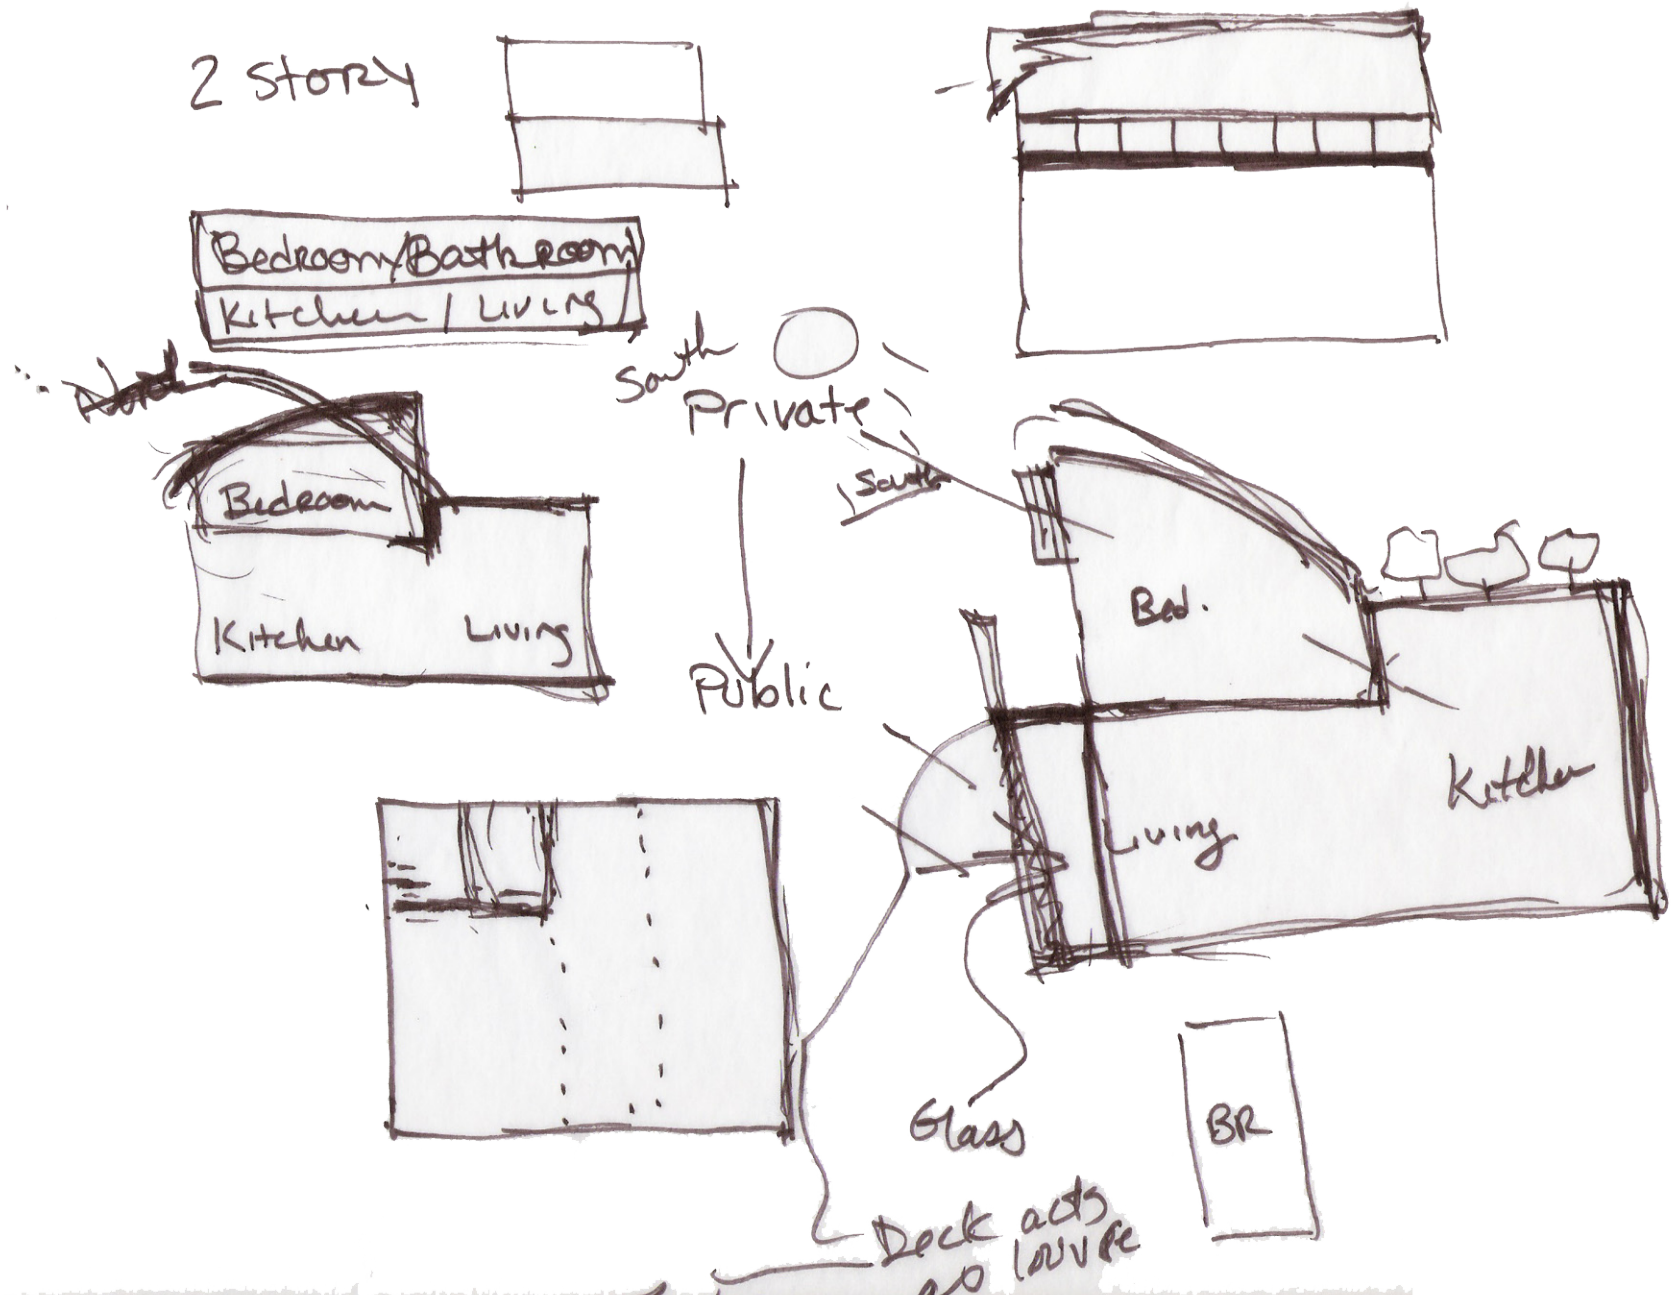 2 STORY
Bedroom/Bathroom
Kitchen / Living
North
South
Private
South
Bedroom
Kitchen Living
Public
Bed.
Kitchen
Living
Glass
BR
Deck acts
as louvre